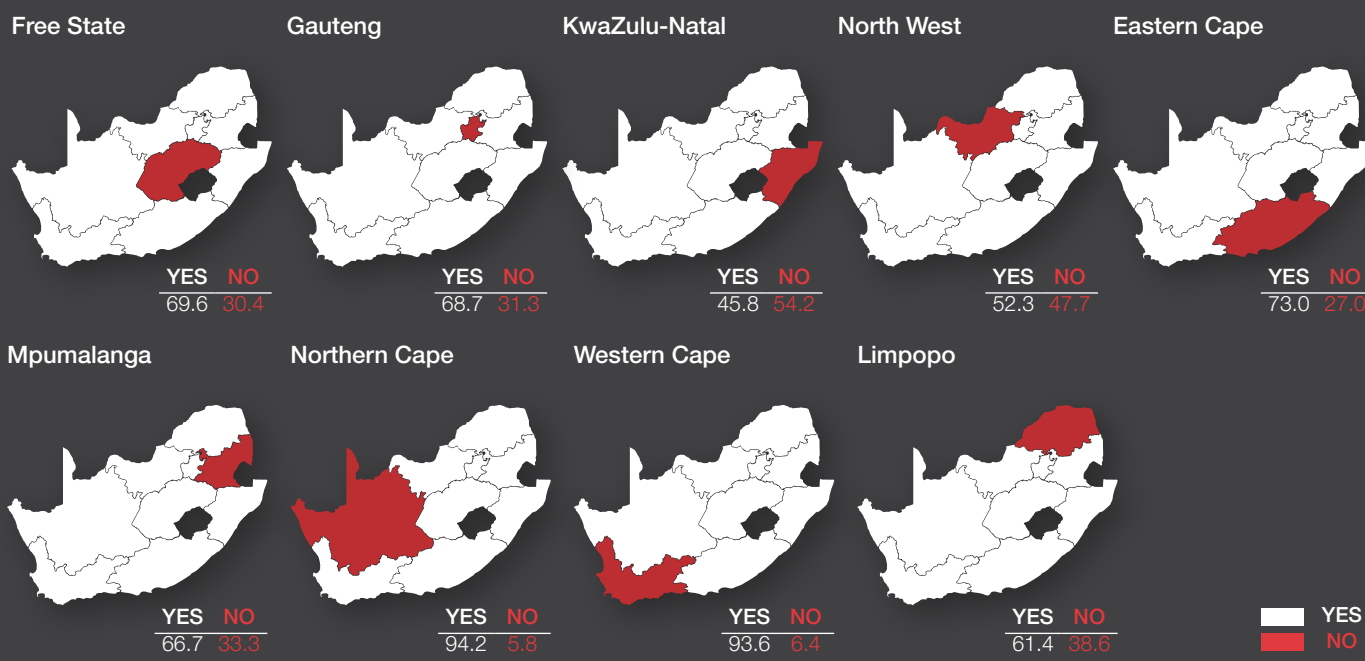 Free State
Gauteng
KwaZulu-Natal
North West
Eastern Cape
YES NO
69.6 30.4
YES NO
68.7 31.3
YES NO
45.8 54.2
YES NO
52.3 47.7
YES NO
73.0 27.0
Mpumalanga
Northern Cape
Western Cape
Limpopo
YES NO
66.7 33.3
YES NO
94.2 5.8
YES NO
93.6 6.4
YES NO
61.4 38.6
YES
NO